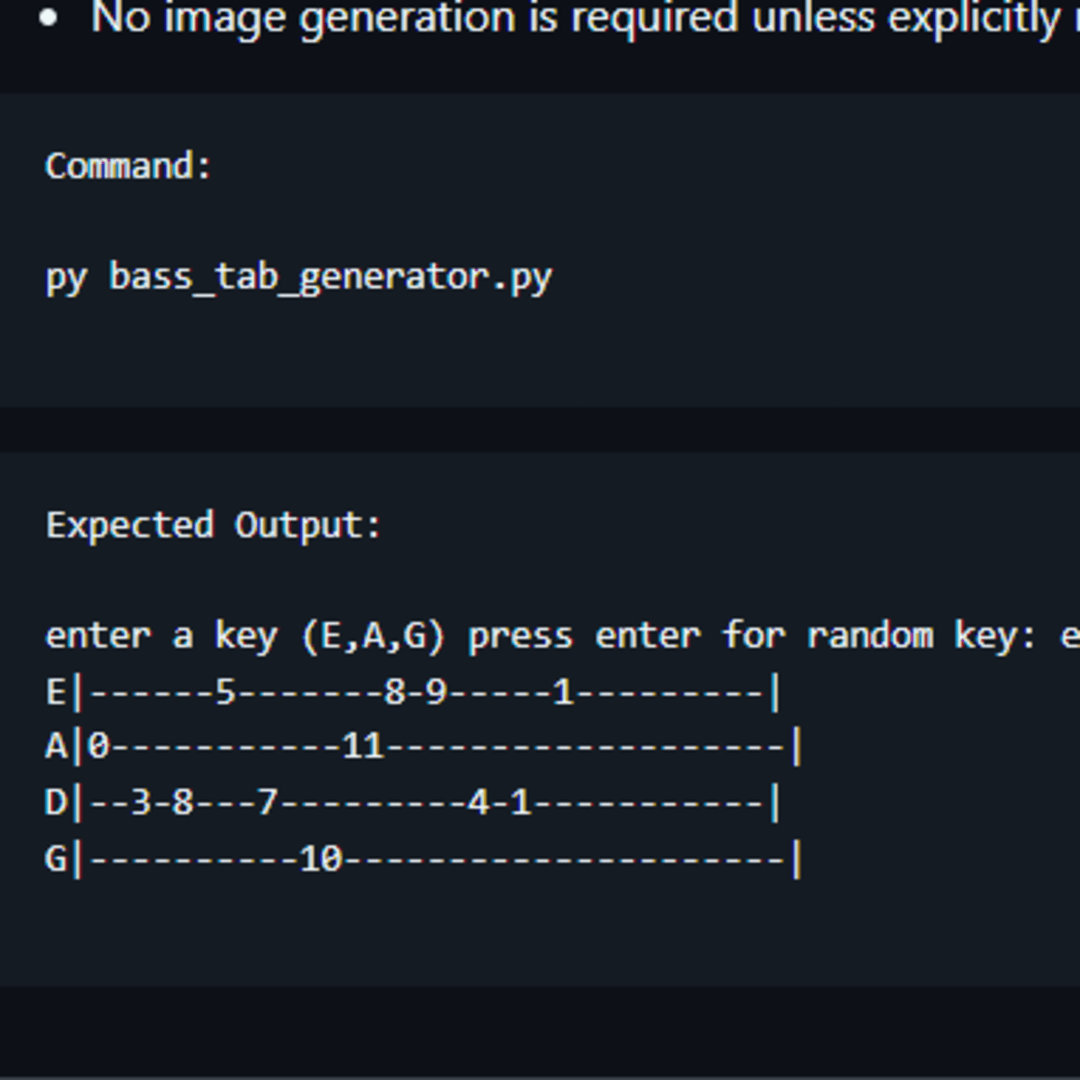 • No image generation is required unless explicitly
Command:
py bass_tab_generator.py
Expected Output:
enter a key (E,A,G) press enter for random key: e
E|------5-------8-9-----1---------|
A|0-----------11-------------------|
D|--3-8---7---------4-1-----------|
G|----------10---------------------|